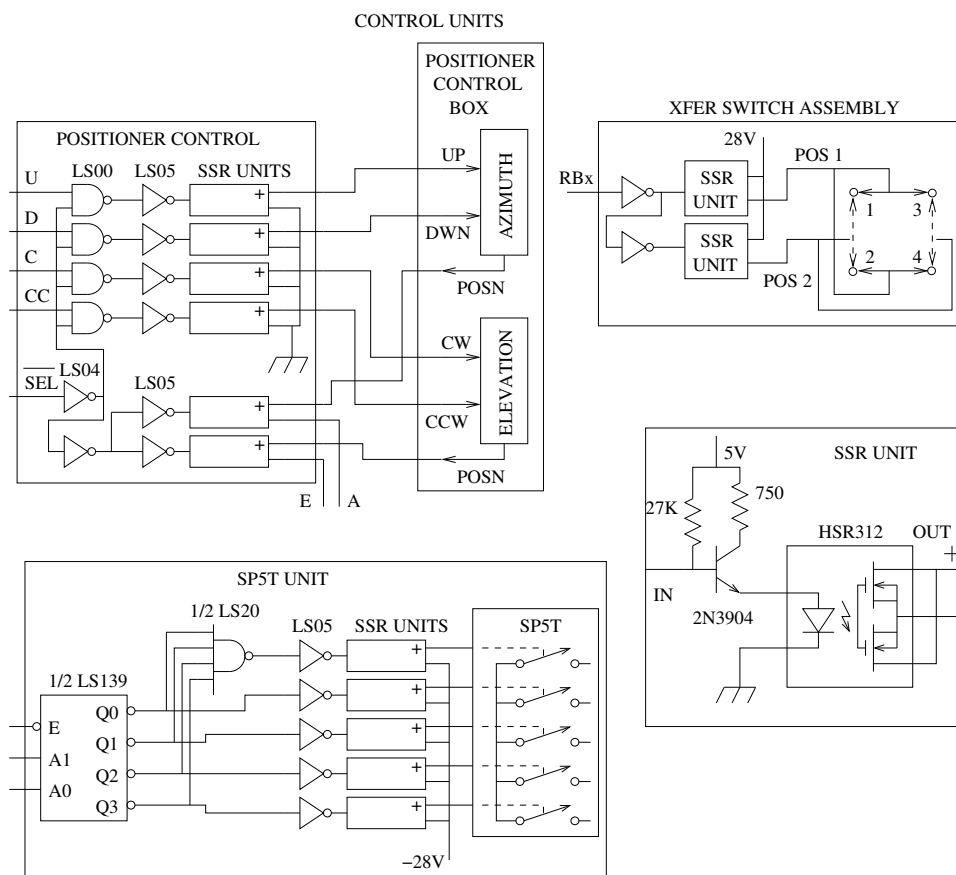 CONTROL UNITS
POSITIONER CONTROL
LS00
LS05
SSR UNITS
U
D
C
CC
+
+
+
+
SEL
LS04
LS05
+
+
E
A
POSITIONER
CONTROL
BOX
UP
DWN
AZIMUTH
POSN
CW
CCW
ELEVATION
POSN
XFER SWITCH ASSEMBLY
28V
POS 1
RBx
SSR
UNIT
SSR
UNIT
POS 2
1
3
2
4
SSR UNIT
5V
27K
750
HSR312
OUT
+
IN
2N3904
SP5T UNIT
1/2 LS20
LS05
SSR UNITS
SP5T
1/2 LS139
E
A1
A0
Q0
Q1
Q2
Q3
+
+
+
+
+
−28V